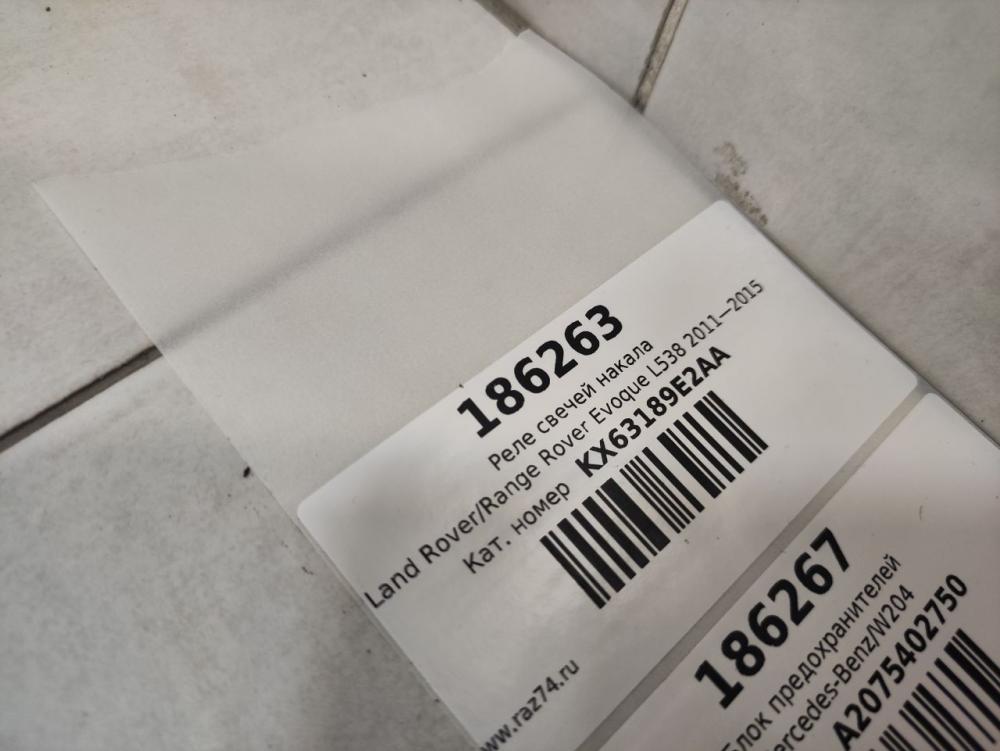 186263
Реле свечей накала
Land Rover/Range Rover Evoque L538 2011—2015
Кат. номер KX63189E2AA
www.raz74.ru
186267
Блок предохранителей
Mercedes-Benz/W204
A2075402750